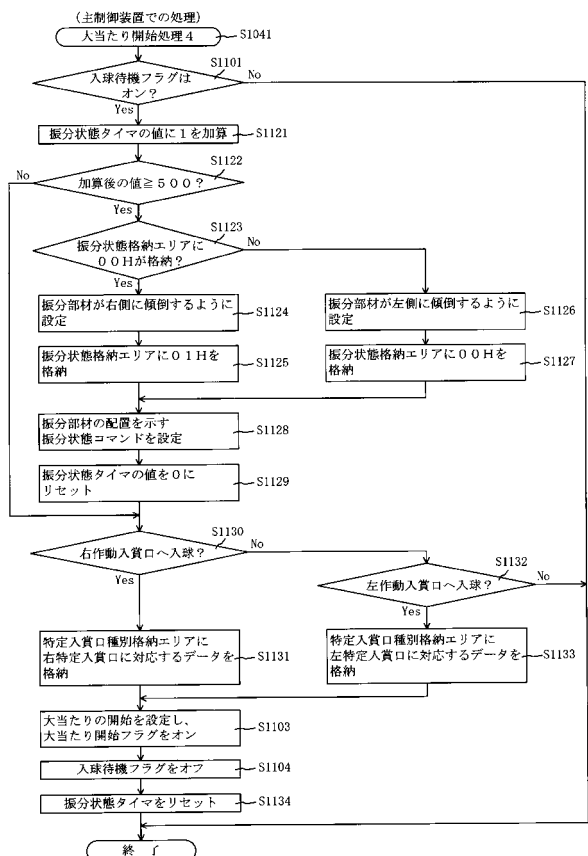 (主制御装置での処理)
大当たり開始処理４
S1041
入球待機フラグは
オン？
S1101
No
Yes
振分状態タイマの値に１を加算
S1121
加算後の値≧５００？
S1122
Yes
振分状態格納エリアに
００Ｈが格納？
S1123
No
Yes
振分部材が右側に傾倒するように
設定
S1124
振分部材が左側に傾倒するように
設定
S1126
振分状態格納エリアに０１Ｈを
格納
S1125
振分状態格納エリアに００Ｈを
格納
S1127
振分部材の配置を示す
振分状態コマンドを設定
S1128
振分状態タイマの値を０に
リセット
S1129
No
右作動入賞口へ入球？
S1130
No
Yes
左作動入賞口へ入球？
S1132
No
Yes
特定入賞口種別格納エリアに
右特定入賞口に対応するデータを
格納
S1131
特定入賞口種別格納エリアに
左特定入賞口に対応するデータを
格納
S1133
大当たりの開始を設定し、
大当たり開始フラグをオン
S1103
入球待機フラグをオフ
S1104
振分状態タイマをリセット
S1134
終了